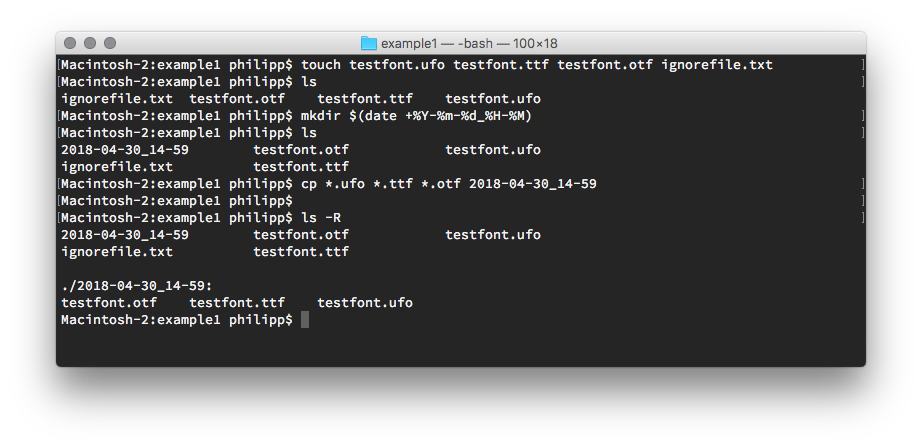 example1 — -bash — 100×18
[Macintosh-2:example1 philipp$ touch testfont.ufo testfont.ttf testfont.otf ignorefile.txt ]
[Macintosh-2:example1 philipp$ ls ]
ignorefile.txt  testfont.otf    testfont.ttf    testfont.ufo
[Macintosh-2:example1 philipp$ mkdir $(date +%Y-%m-%d_%H-%M) ]
[Macintosh-2:example1 philipp$ ls ]
2018-04-30_14-59        testfont.otf            testfont.ufo
ignorefile.txt          testfont.ttf
[Macintosh-2:example1 philipp$ cp *.ufo *.ttf *.otf 2018-04-30_14-59 ]
[Macintosh-2:example1 philipp$ ]
[Macintosh-2:example1 philipp$ ls -R ]
2018-04-30_14-59        testfont.otf            testfont.ufo
ignorefile.txt          testfont.ttf
./2018-04-30_14-59:
testfont.otf    testfont.ttf    testfont.ufo
Macintosh-2:example1 philipp$